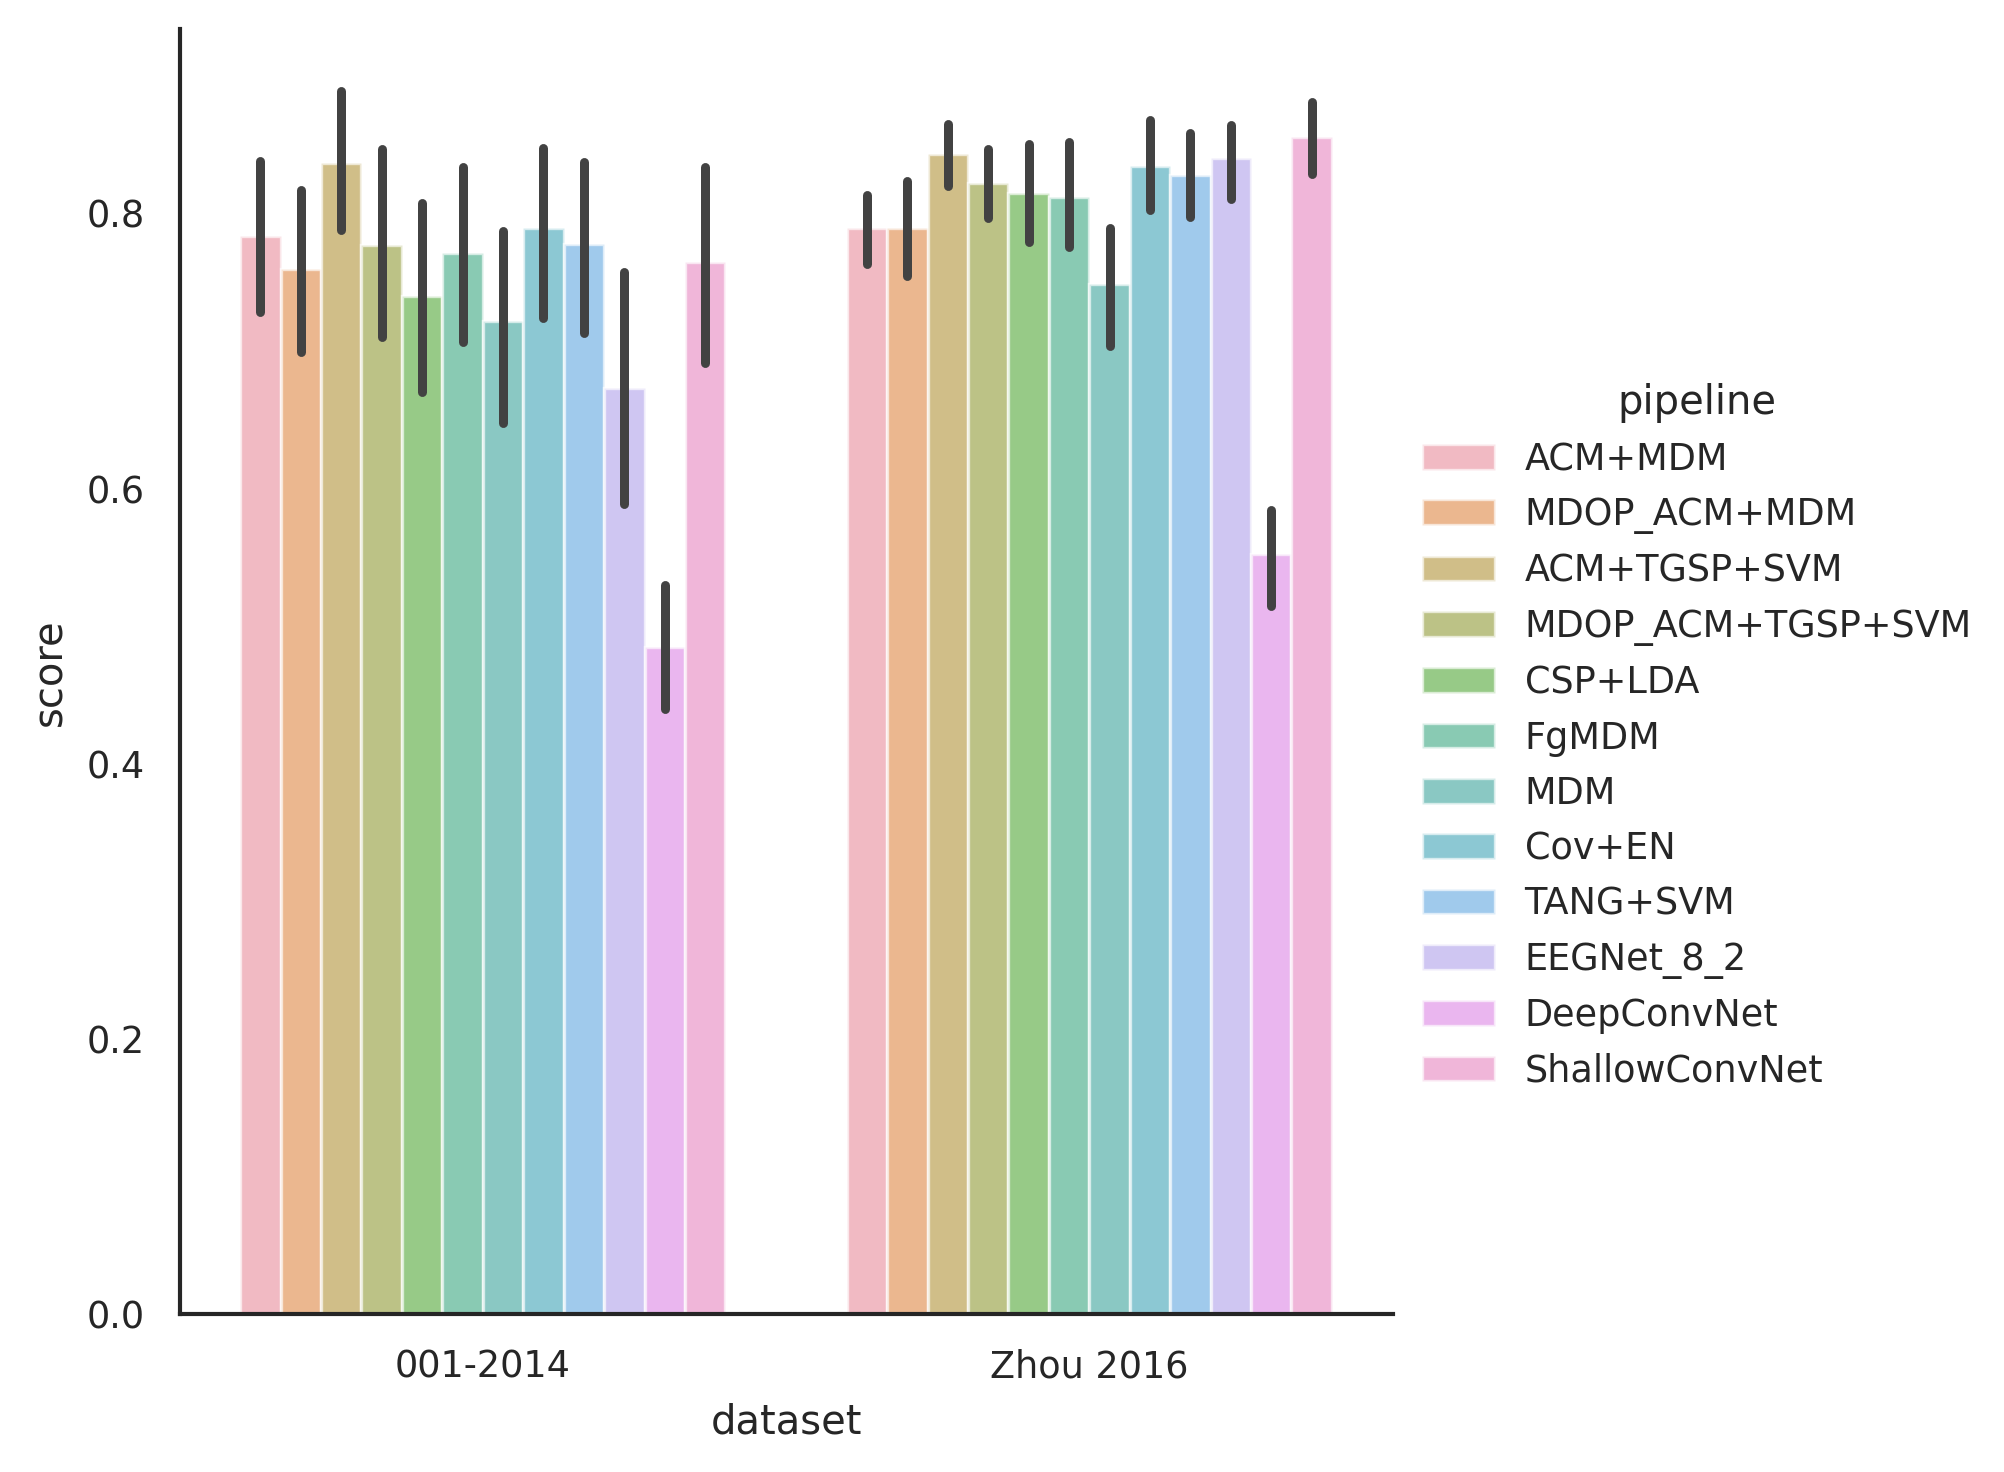 score
0.8
0.6
0.4
0.2
0.0
001-2014
Zhou 2016
dataset
pipeline
ACM+MDM
MDOP_ACM+MDM
ACM+TGSP+SVM
MDOP_ACM+TGSP+SVM
CSP+LDA
FgMDM
MDM
Cov+EN
TANG+SVM
EEGNet_8_2
DeepConvNet
ShallowConvNet